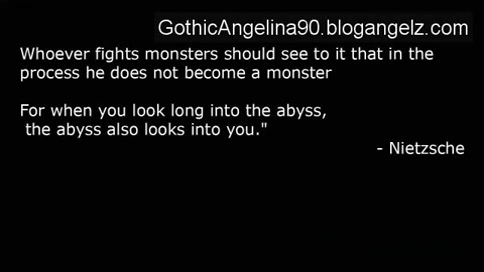 GothicAngelina90.blogangelz.com
Whoever fights monsters should see to it that in the
process he does not become a monster
For when you look long into the abyss,
the abyss also looks into you."
- Nietzsche